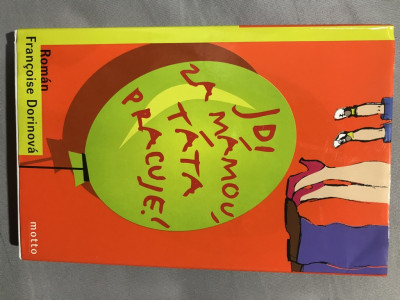 Román
Françoise Dorinová
JDI
ZA MÁMOU,
TÁTA
PRACUJE!
motto